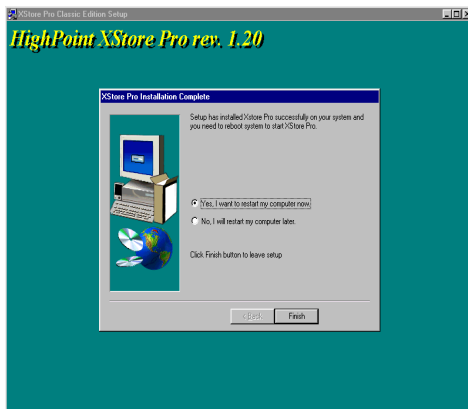 XStore Pro Classic Edition Setup
HighPoint XStore Pro rev. 1.20
XStore Pro Installation Complete
Setup has installed Xstore Pro successfully on your system and
you need to reboot system to start XStore Pro.
Yes, I want to restart my computer now.
No, I will restart my computer later.
Click Finish button to leave setup
< Back
Finish